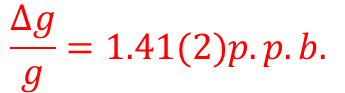 Δg/g = 1.41(2)p.p.b.